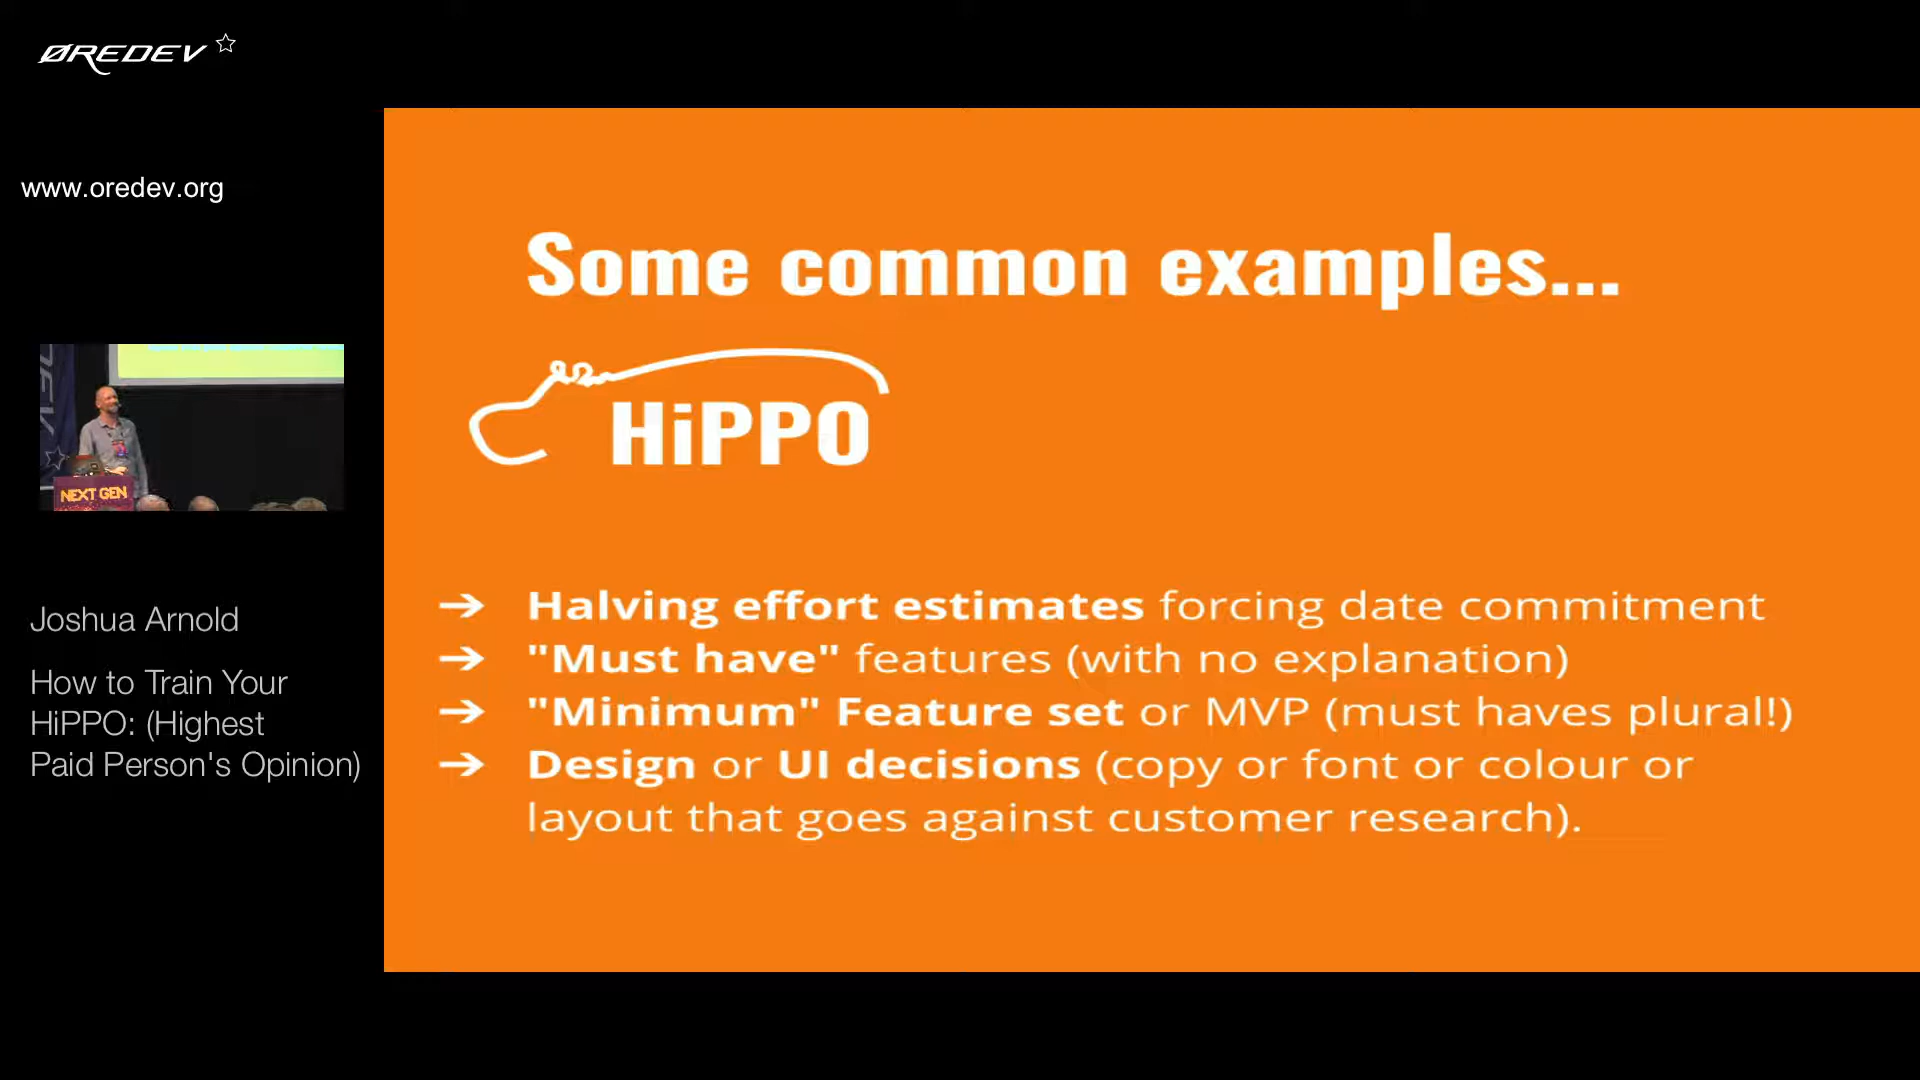 ØREDEV
www.oredev.org
NEXT GEN
Joshua Arnold
How to Train Your
HiPPO: (Highest
Paid Person's Opinion)
Some common examples...
HiPPO
➔ Halving effort estimates forcing date commitment
➔ "Must have" features (with no explanation)
➔ "Minimum" Feature set or MVP (must haves plural!)
➔ Design or UI decisions (copy or font or colour or
layout that goes against customer research).